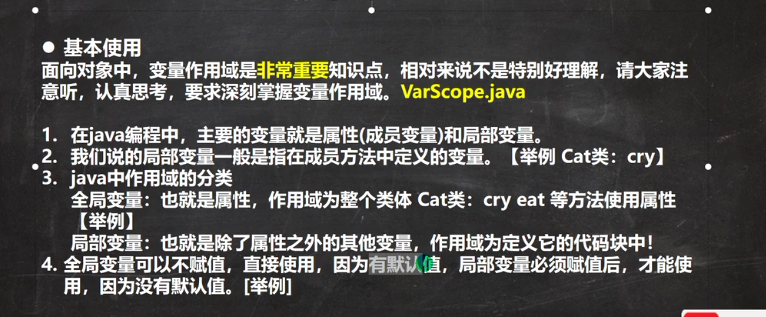 ● 基本使用
面向对象中，变量作用域是非常重要知识点，相对来说不是特别好理解，请大家注
意听，认真思考，要求深刻掌握变量作用域。VarScope.java
1. 在java编程中，主要的变量就是属性(成员变量)和局部变量。
2. 我们说的局部变量一般是指在成员方法中定义的变量。【举例 Cat类：cry】
3. java中作用域的分类
全局变量：也就是属性，作用域为整个类体 Cat类：cry eat 等方法使用属性
【举例】
局部变量：也就是除了属性之外的其他变量，作用域为定义它的代码块中！
4. 全局变量可以不赋值，直接使用，因为有默认值，局部变量必须赋值后，才能使
用，因为没有默认值。[举例]